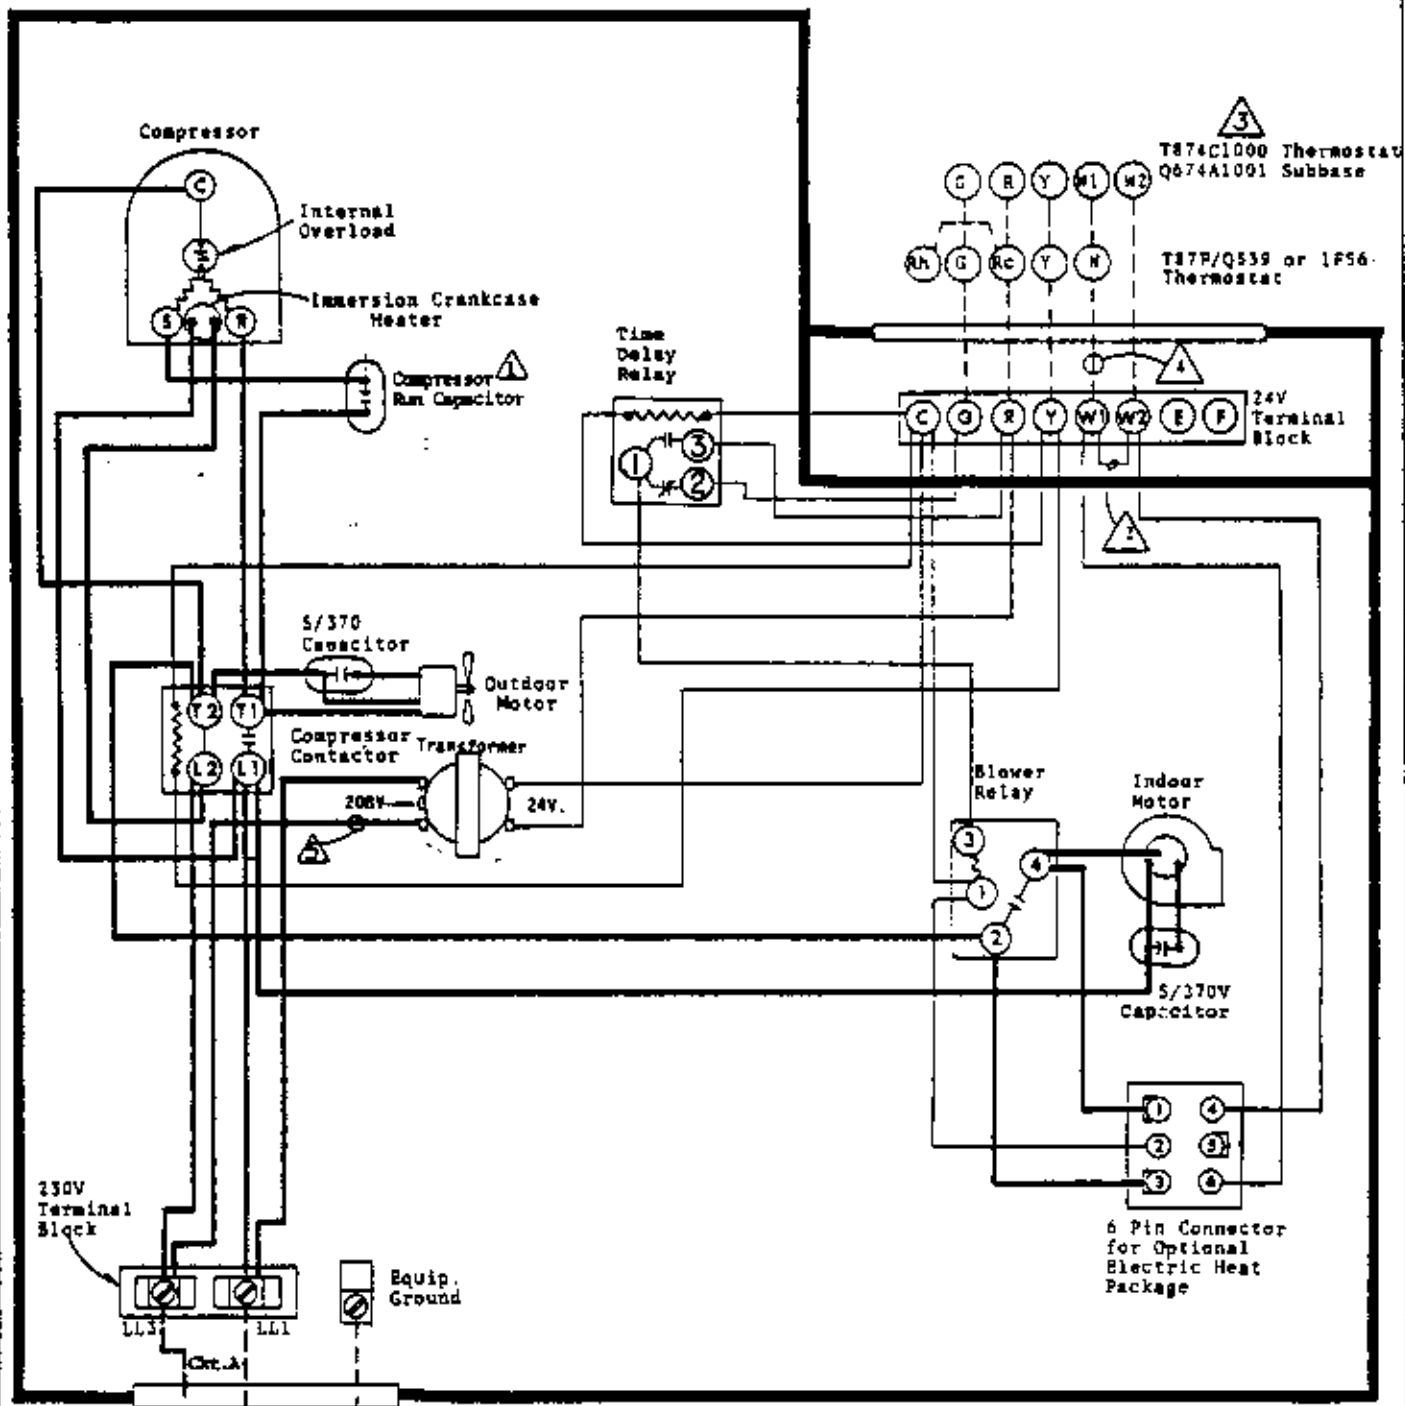 Compressor
C
Internal
Overload
Immersion Crankcase
Heater
S
R
Compressor
Run Capacitor
1
3
T874C1000 Thermostat
Q674A1001 Subbase
G
R
Y
W1
W2
Rh
G
Rc
Y
W
T87F/Q539 or 1F56-
Thermostat
4
Time
Delay
Relay
1
3
2
C
G
R
Y
W1
W2
E
F
24V
Terminal
Block
2
5/370
Capacitor
Outdoor
Motor
T2
T1
L2
L1
Compressor
Contactor
Transformer
208V
24V.
Blower
Relay
3
4
1
2
Indoor
Motor
5/370V
Capacitor
1
4
2
5
3
6
6 Pin Connector
for Optional
Electric Heat
Package
230V
Terminal
Block
LL3
LL1
Equip.
Ground
Ckt.A